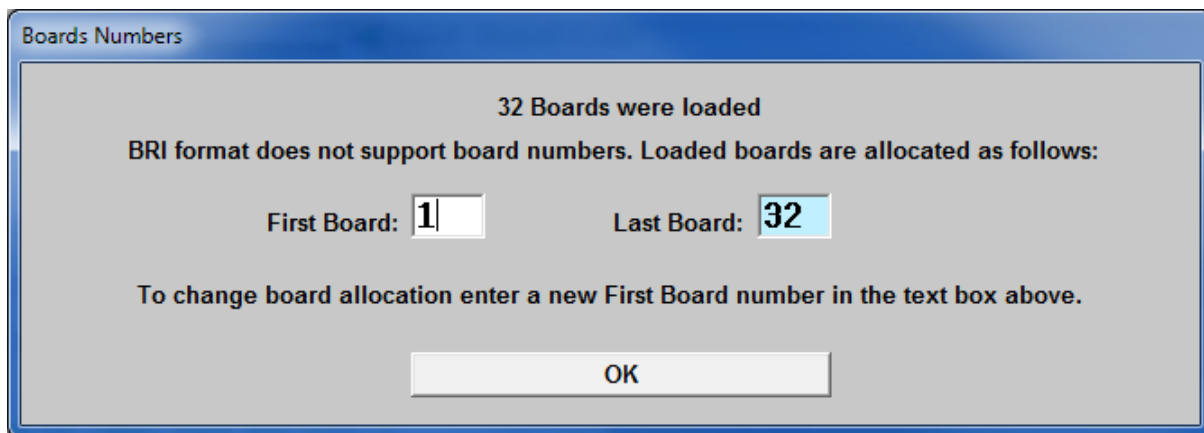 Boards Numbers
32 Boards were loaded
BRI format does not support board numbers. Loaded boards are allocated as follows:
First Board: 1 Last Board: 32
To change board allocation enter a new First Board number in the text box above.
OK